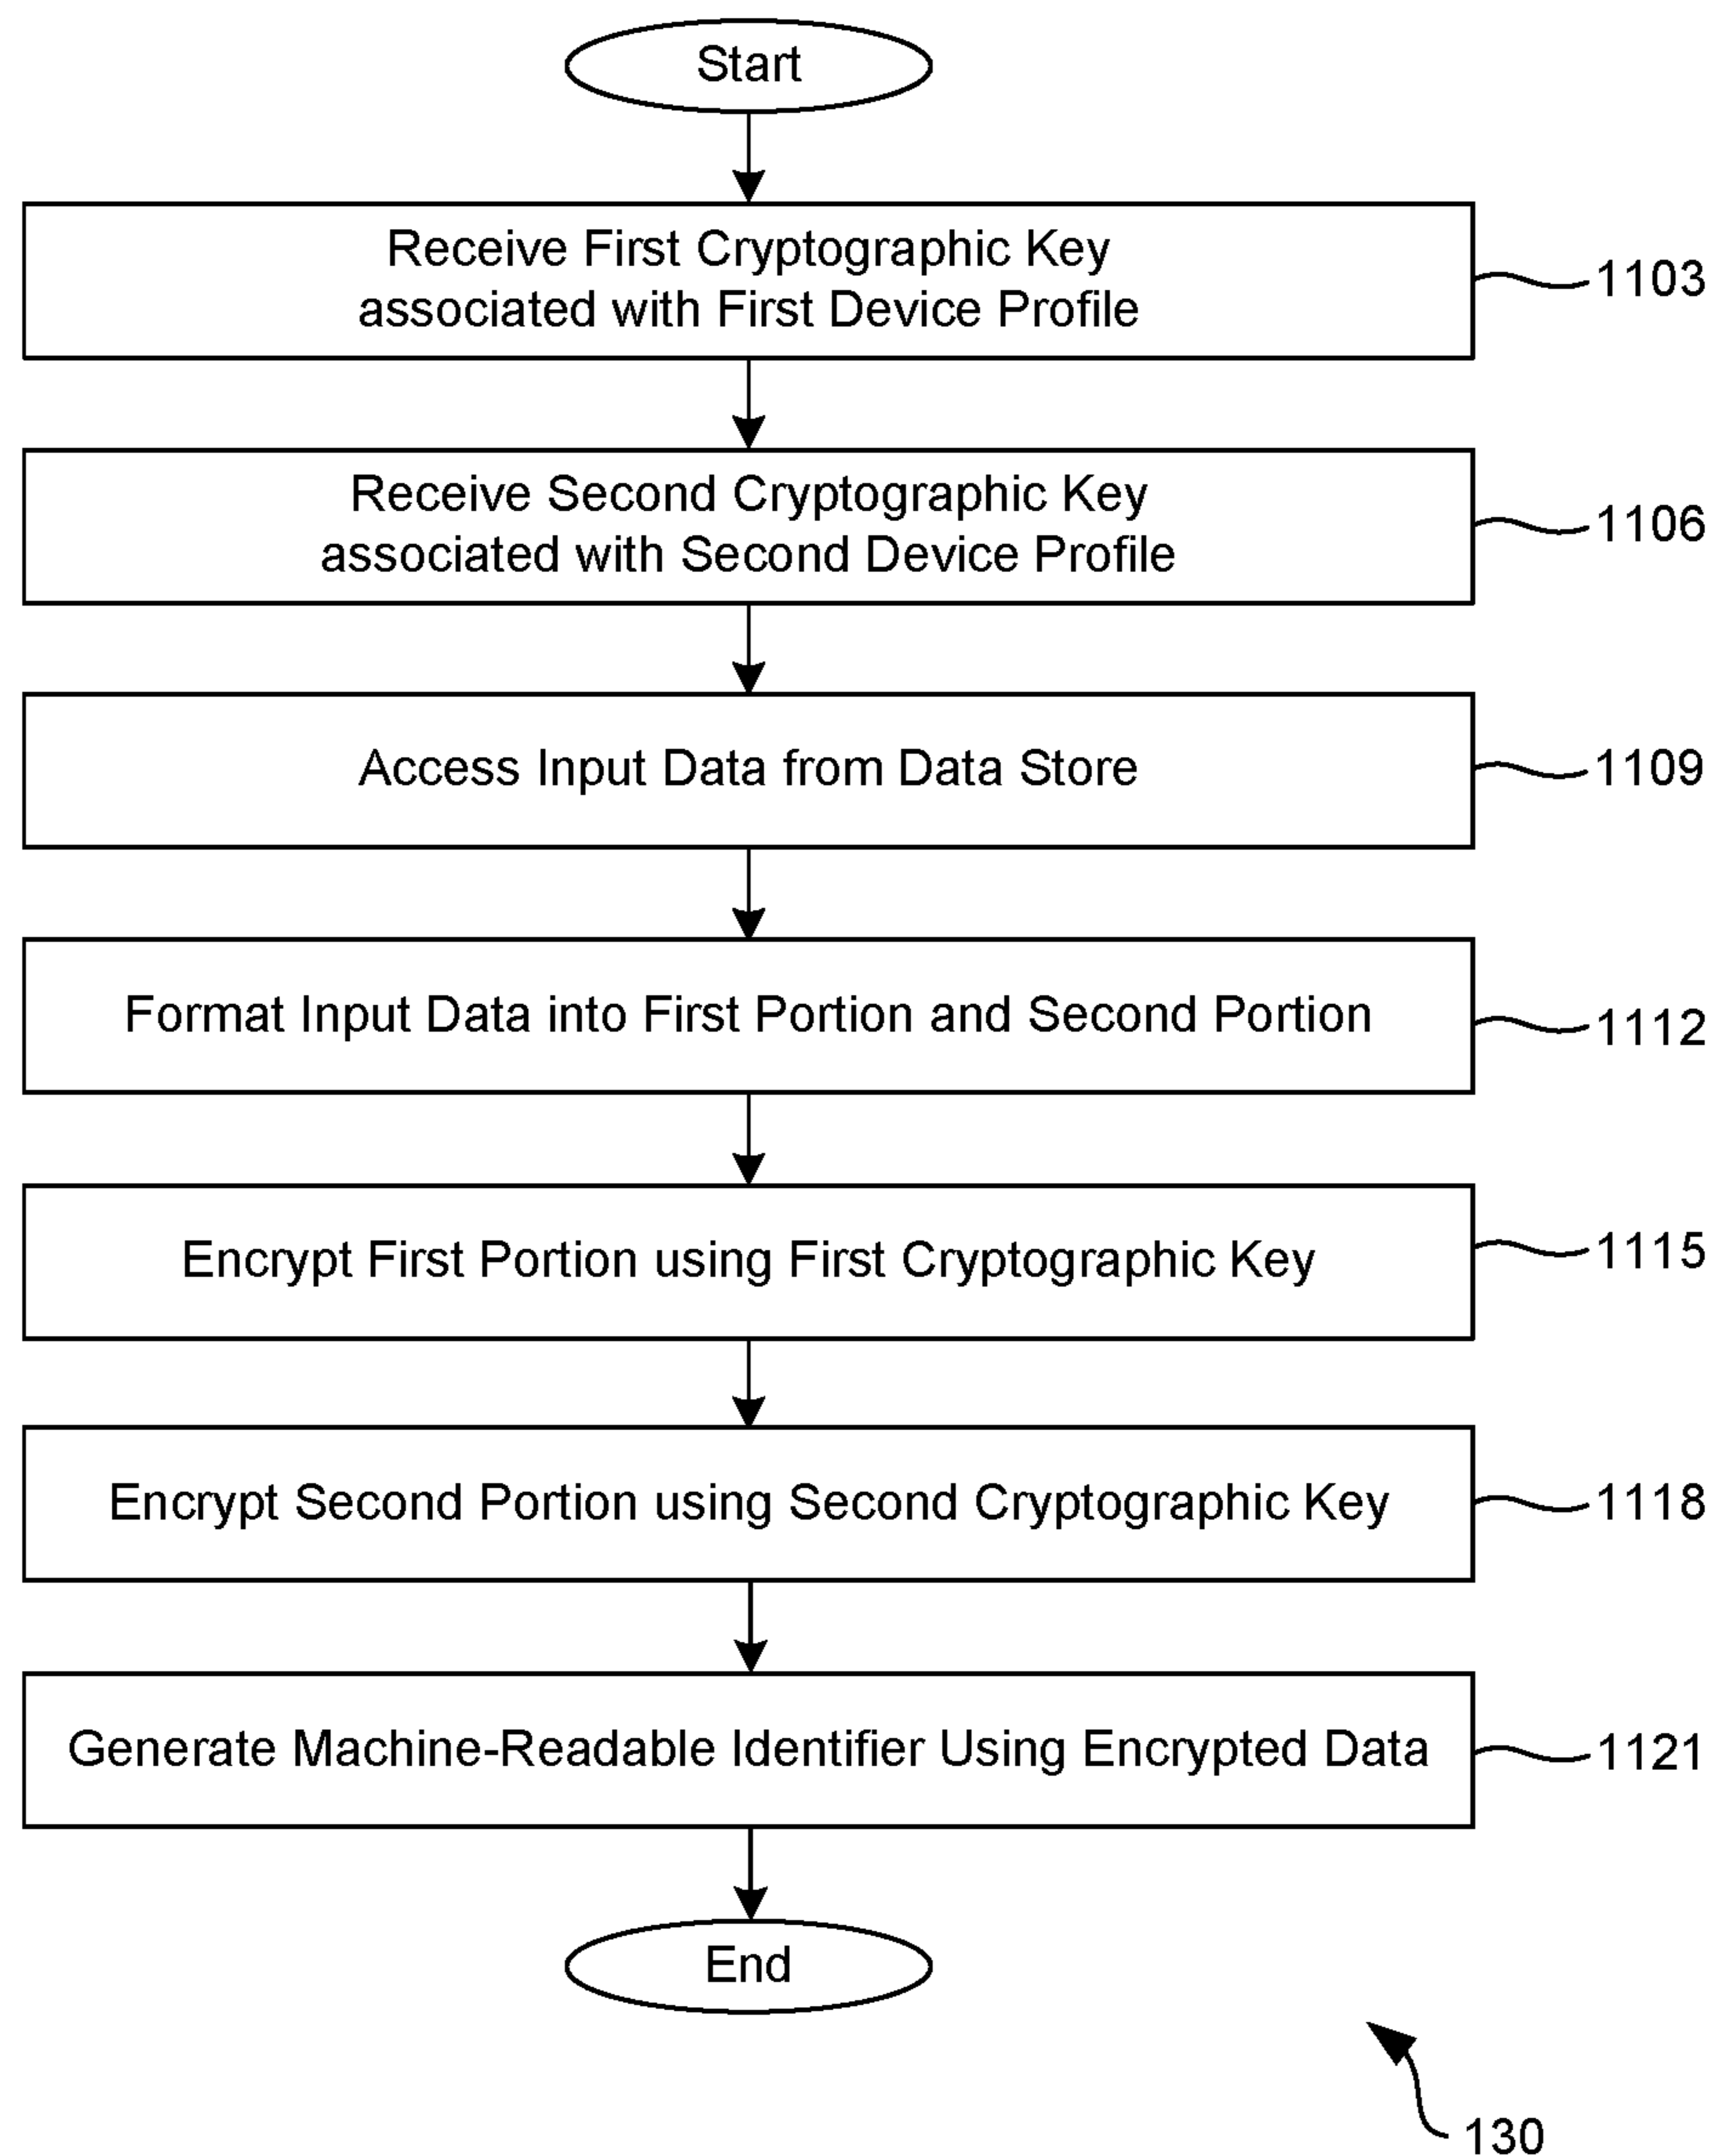 Start
Receive First Cryptographic Key
associated with First Device Profile
1103
Receive Second Cryptographic Key
associated with Second Device Profile
1106
Access Input Data from Data Store
1109
Format Input Data into First Portion and Second Portion
1112
Encrypt First Portion using First Cryptographic Key
1115
Encrypt Second Portion using Second Cryptographic Key
1118
Generate Machine-Readable Identifier Using Encrypted Data
1121
End
130